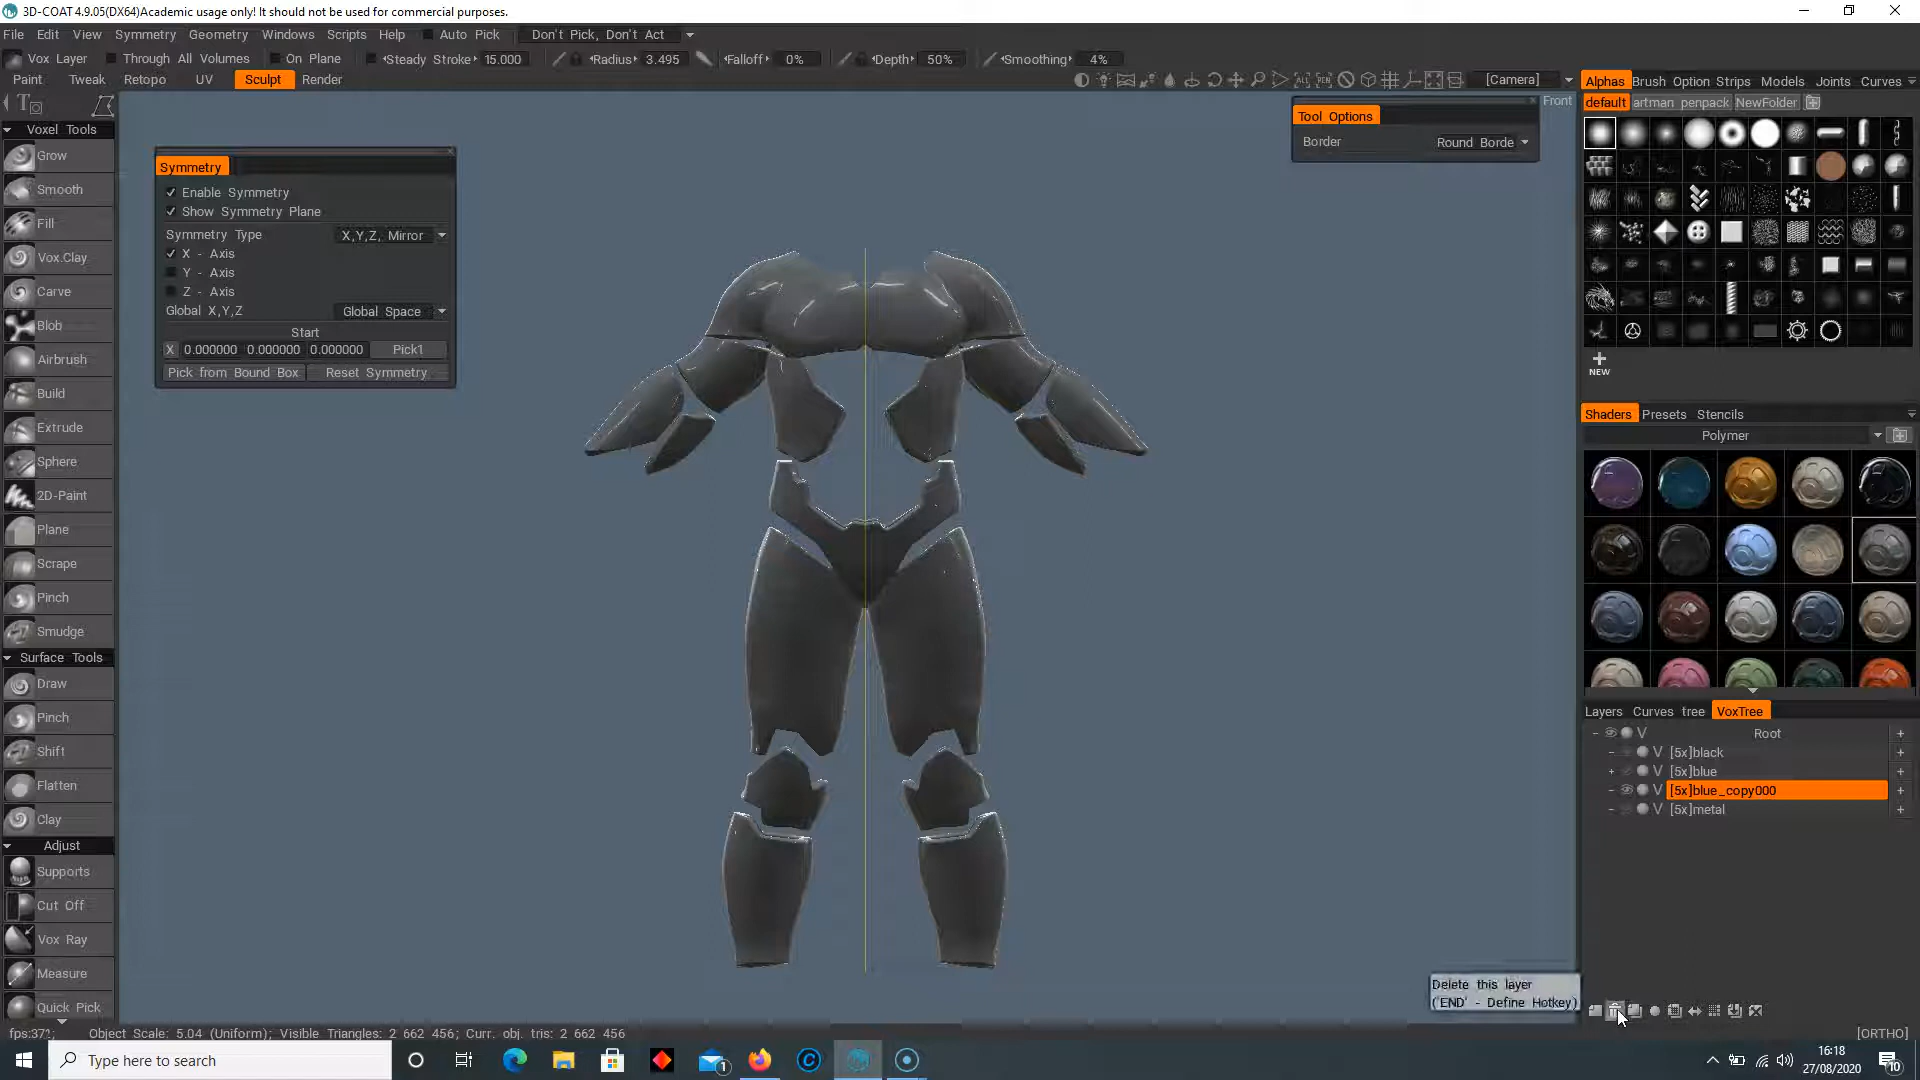 3D-COAT 4.9.05(DX64)Academic usage only! It should not be used for commercial purposes.
File Edit View Symmetry Geometry Windows Scripts Help Auto Pick Don't Pick, Don't Act
Vox Layer Through All Volumes On Plane Steady Stroke 15.000 Radius 3.495 Falloff 0% Depth 50% Smoothing 4%
Paint Tweak Retopo UV Sculpt Render [Camera]
Front
Voxel Tools
Grow
Smooth
Fill
Vox.Clay
Carve
Blob
Airbrush
Build
Extrude
Sphere
2D-Paint
Plane
Scrape
Pinch
Smudge
Surface Tools
Draw
Pinch
Shift
Flatten
Clay
Adjust
Supports
Cut Off
Vox Ray
Measure
Quick Pick
Symmetry
Enable Symmetry
Show Symmetry Plane
Symmetry Type X,Y,Z, Mirror
X - Axis
Y - Axis
Z - Axis
Global X,Y,Z Global Space
Start
X 0.000000 0.000000 0.000000 Pick1
Pick from Bound Box Reset Symmetry
Tool Options
Border Round Borde
Alphas Brush Option Strips Models Joints Curves
default artman penpack NewFolder
NEW
Shaders Presets Stencils
Polymer
Layers Curves tree VoxTree
V Root
V [5x]black
V [5x]blue
V [5x]blue_copy000
V [5x]metal
Delete this layer
('END' - Define Hotkey)
fps:37; Object Scale: 5.04 (Uniform); Visible Triangles: 2 662 456; Curr. obj. tris: 2 662 456
[ORTHO]
Type here to search
1
16:18
27/08/2020
10